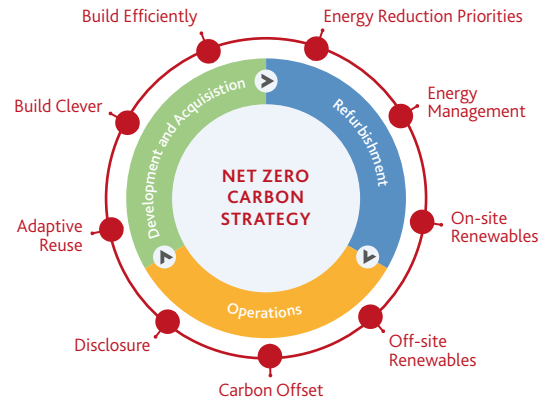 Build Efficiently
Energy Reduction Priorities
Build Clever
Energy
Management
Development and Acquisistion
Refurbishment
NET ZERO
CARBON
STRATEGY
Adaptive
Reuse
On-site
Renewables
Operations
Disclosure
Off-site
Renewables
Carbon Offset